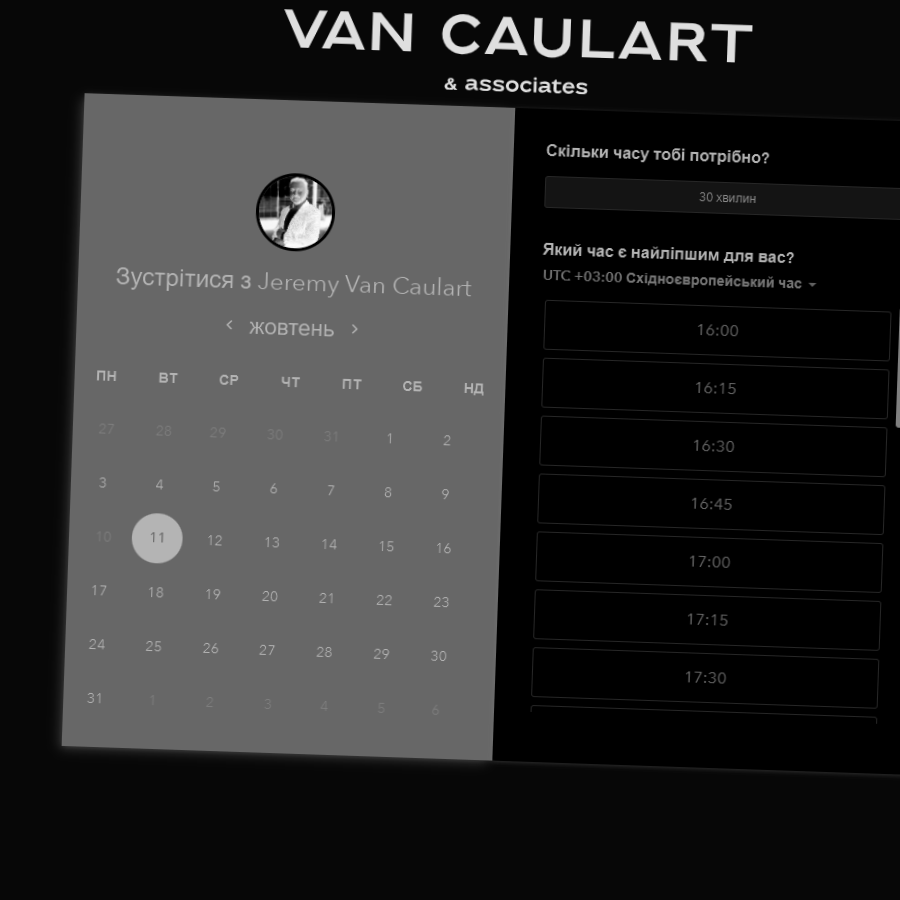 VAN CAULART
& associates
Зустрітися з Jeremy Van Caulart
‹ жовтень ›
ПН ВТ СР ЧТ ПТ СБ НД
27 28 29 30 31 1 2
3 4 5 6 7 8 9
10 11 12 13 14 15 16
17 18 19 20 21 22 23
24 25 26 27 28 29 30
31 1 2 3 4 5 6
Скільки часу тобі потрібно?
30 хвилин
Який час є найліпшим для вас?
UTC +03:00 Східноєвропейський час
16:00
16:15
16:30
16:45
17:00
17:15
17:30